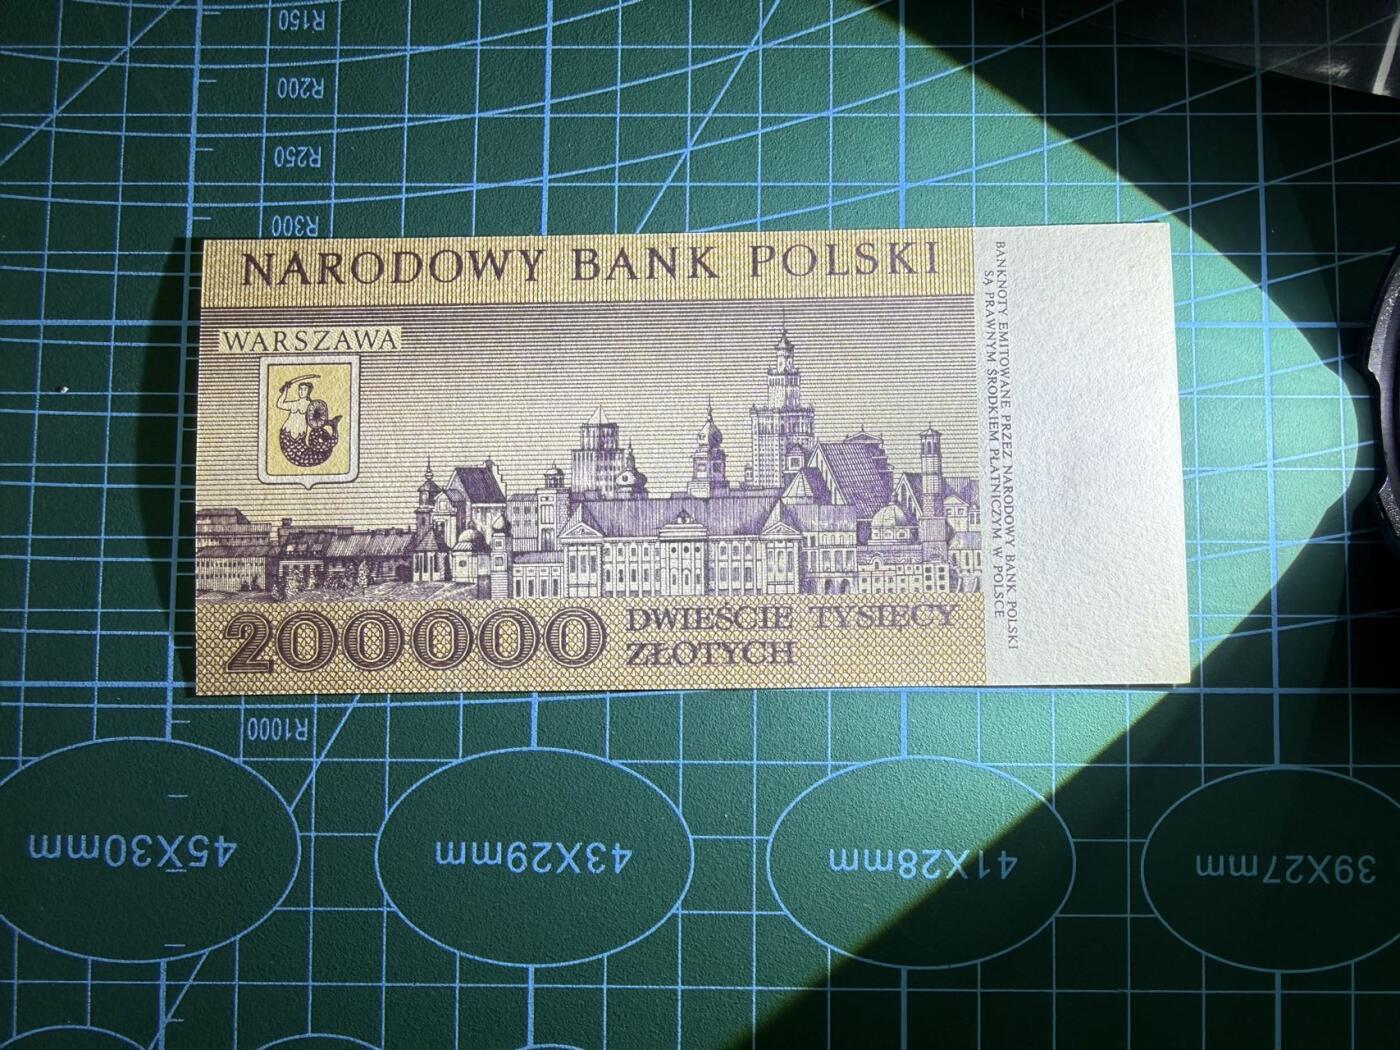 R150
R200
R250
R300
NARODOWY BANK POLSKI
WARSZAWA
BANKNOTY EMITOWANE PRZEZ NARODOWY BANK POLSKI
SĄ PRAWNYM ŚRODKIEM PŁATNICZYM W POLSCE
200000
DWIEŚCIE TYSIĘCY
ZŁOTYCH
R1000
45X30mm
43X29mm
41X28mm
39X27mm